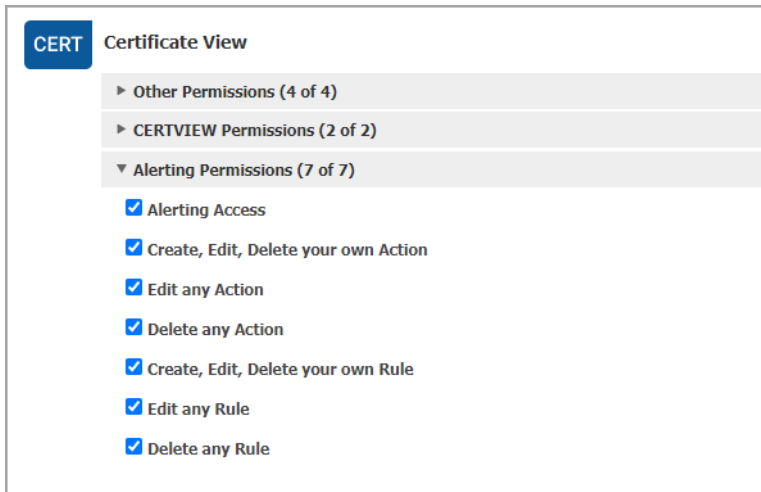 CERT
Certificate View
Other Permissions (4 of 4)
CERTVIEW Permissions (2 of 2)
Alerting Permissions (7 of 7)
Alerting Access
Create, Edit, Delete your own Action
Edit any Action
Delete any Action
Create, Edit, Delete your own Rule
Edit any Rule
Delete any Rule